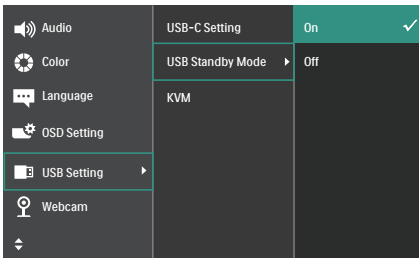 Audio
Color
Language
OSD Setting
USB Setting
Webcam
USB-C Setting
USB Standby Mode
KVM
On
Off